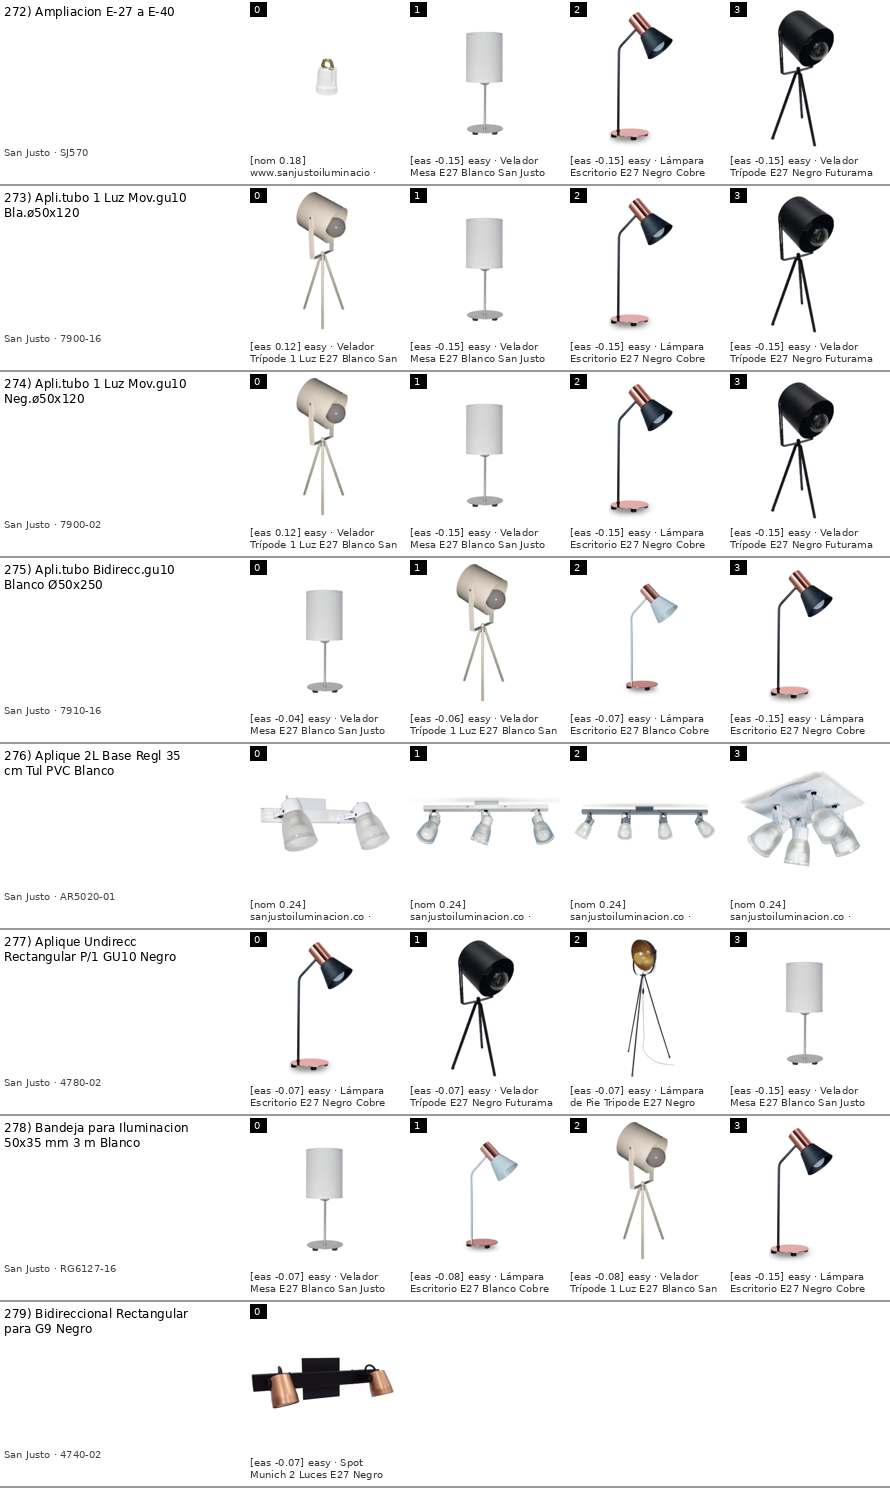 272) Ampliacion E-27 a E-40
San Justo · SJ570
0
[nom 0.18]
www.sanjustoiluminacio ·
1
[eas -0.15] easy · Velador
Mesa E27 Blanco San Justo
2
[eas -0.15] easy · Lámpara
Escritorio E27 Negro Cobre
3
[eas -0.15] easy · Velador
Trípode E27 Negro Futurama
273) Apli.tubo 1 Luz Mov.gu10
Bla.ø50x120
San Justo · 7900-16
0
[eas 0.12] easy · Velador
Trípode 1 Luz E27 Blanco San
1
[eas -0.15] easy · Velador
Mesa E27 Blanco San Justo
2
[eas -0.15] easy · Lámpara
Escritorio E27 Negro Cobre
3
[eas -0.15] easy · Velador
Trípode E27 Negro Futurama
274) Apli.tubo 1 Luz Mov.gu10
Neg.ø50x120
San Justo · 7900-02
0
[eas 0.12] easy · Velador
Trípode 1 Luz E27 Blanco San
1
[eas -0.15] easy · Velador
Mesa E27 Blanco San Justo
2
[eas -0.15] easy · Lámpara
Escritorio E27 Negro Cobre
3
[eas -0.15] easy · Velador
Trípode E27 Negro Futurama
275) Apli.tubo Bidirecc.gu10
Blanco Ø50x250
San Justo · 7910-16
0
[eas -0.04] easy · Velador
Mesa E27 Blanco San Justo
1
[eas -0.06] easy · Velador
Trípode 1 Luz E27 Blanco San
2
[eas -0.07] easy · Lámpara
Escritorio E27 Blanco Cobre
3
[eas -0.15] easy · Lámpara
Escritorio E27 Negro Cobre
276) Aplique 2L Base Regl 35
cm Tul PVC Blanco
San Justo · AR5020-01
0
[nom 0.24]
sanjustoiluminacion.co ·
1
[nom 0.24]
sanjustoiluminacion.co ·
2
[nom 0.24]
sanjustoiluminacion.co ·
3
[nom 0.24]
sanjustoiluminacion.co ·
277) Aplique Undirecc
Rectangular P/1 GU10 Negro
San Justo · 4780-02
0
[eas -0.07] easy · Lámpara
Escritorio E27 Negro Cobre
1
[eas -0.07] easy · Velador
Trípode E27 Negro Futurama
2
[eas -0.07] easy · Lámpara
de Pie Tripode E27 Negro
3
[eas -0.15] easy · Velador
Mesa E27 Blanco San Justo
278) Bandeja para Iluminacion
50x35 mm 3 m Blanco
San Justo · RG6127-16
0
[eas -0.07] easy · Velador
Mesa E27 Blanco San Justo
1
[eas -0.08] easy · Lámpara
Escritorio E27 Blanco Cobre
2
[eas -0.08] easy · Velador
Trípode 1 Luz E27 Blanco San
3
[eas -0.15] easy · Lámpara
Escritorio E27 Negro Cobre
279) Bidireccional Rectangular
para G9 Negro
San Justo · 4740-02
0
[eas -0.07] easy · Spot
Munich 2 Luces E27 Negro